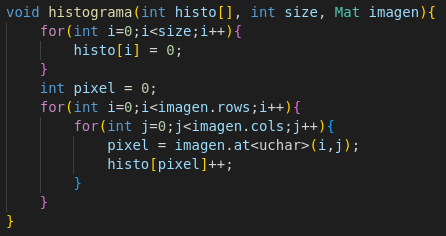 void histograma(int histo[], int size, Mat imagen){
    for(int i=0;i<size;i++){
        histo[i] = 0;
    }
    int pixel = 0;
    for(int i=0;i<imagen.rows;i++){
        for(int j=0;j<imagen.cols;j++){
            pixel = imagen.at<uchar>(i,j);
            histo[pixel]++;
        }
    }
}